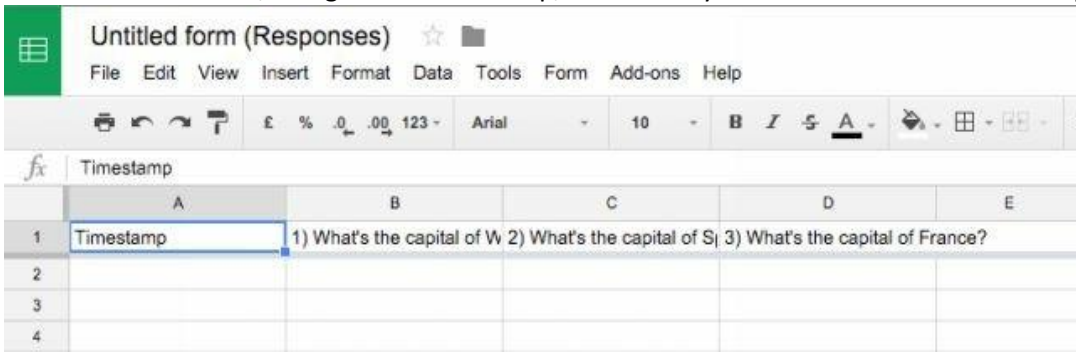 Untitled form (Responses)
File Edit View Insert Format Data Tools Form Add-ons Help
£ % .0 .00 123 Arial 10 B I S A
fx Timestamp
A B C D E
1 Timestamp 1) What's the capital of W 2) What's the capital of S 3) What's the capital of France?
2
3
4